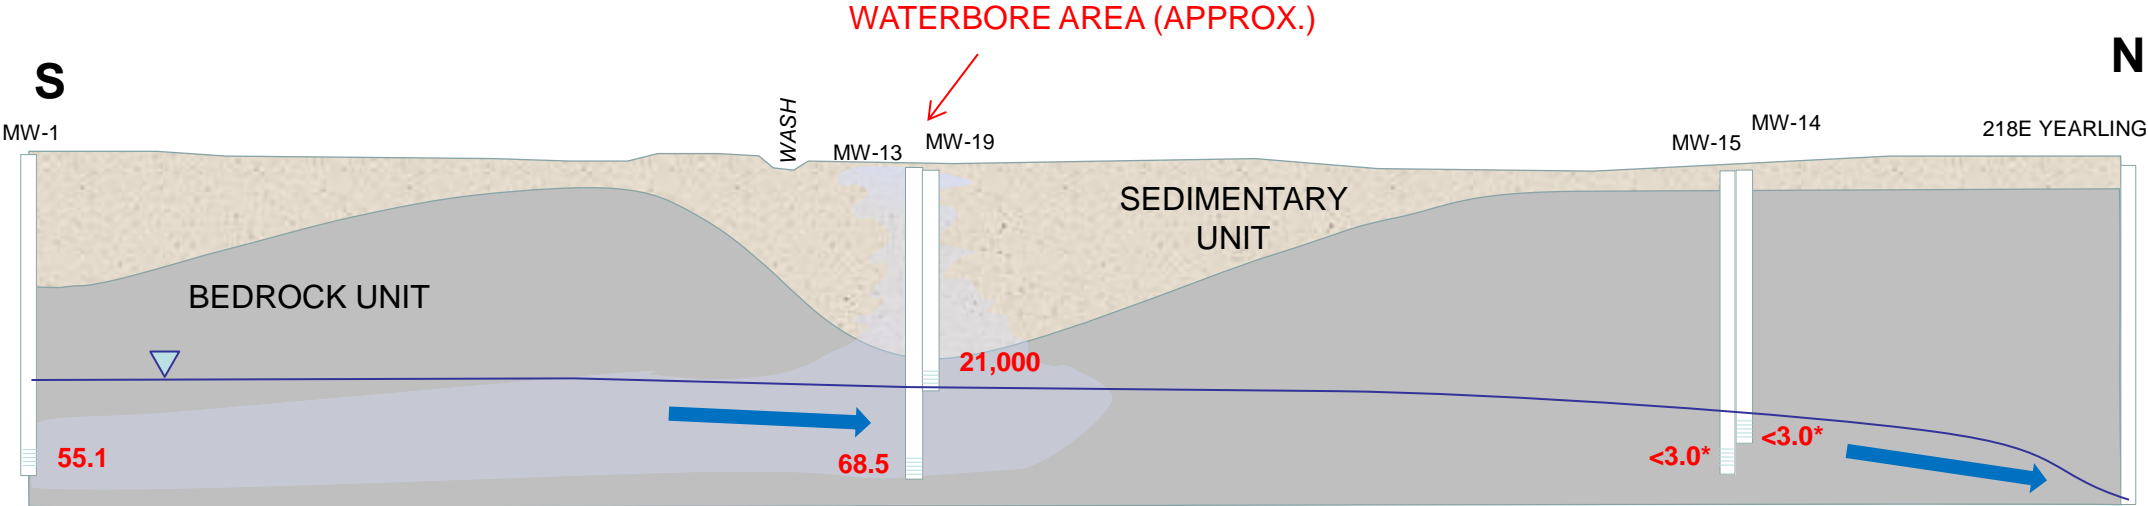 WATERBORE AREA (APPROX.)
S
N
MW-1
WASH
MW-13
MW-19
MW-15
MW-14
218E YEARLING
SEDIMENTARY
UNIT
BEDROCK UNIT
21,000
55.1
68.5
<3.0*
<3.0*